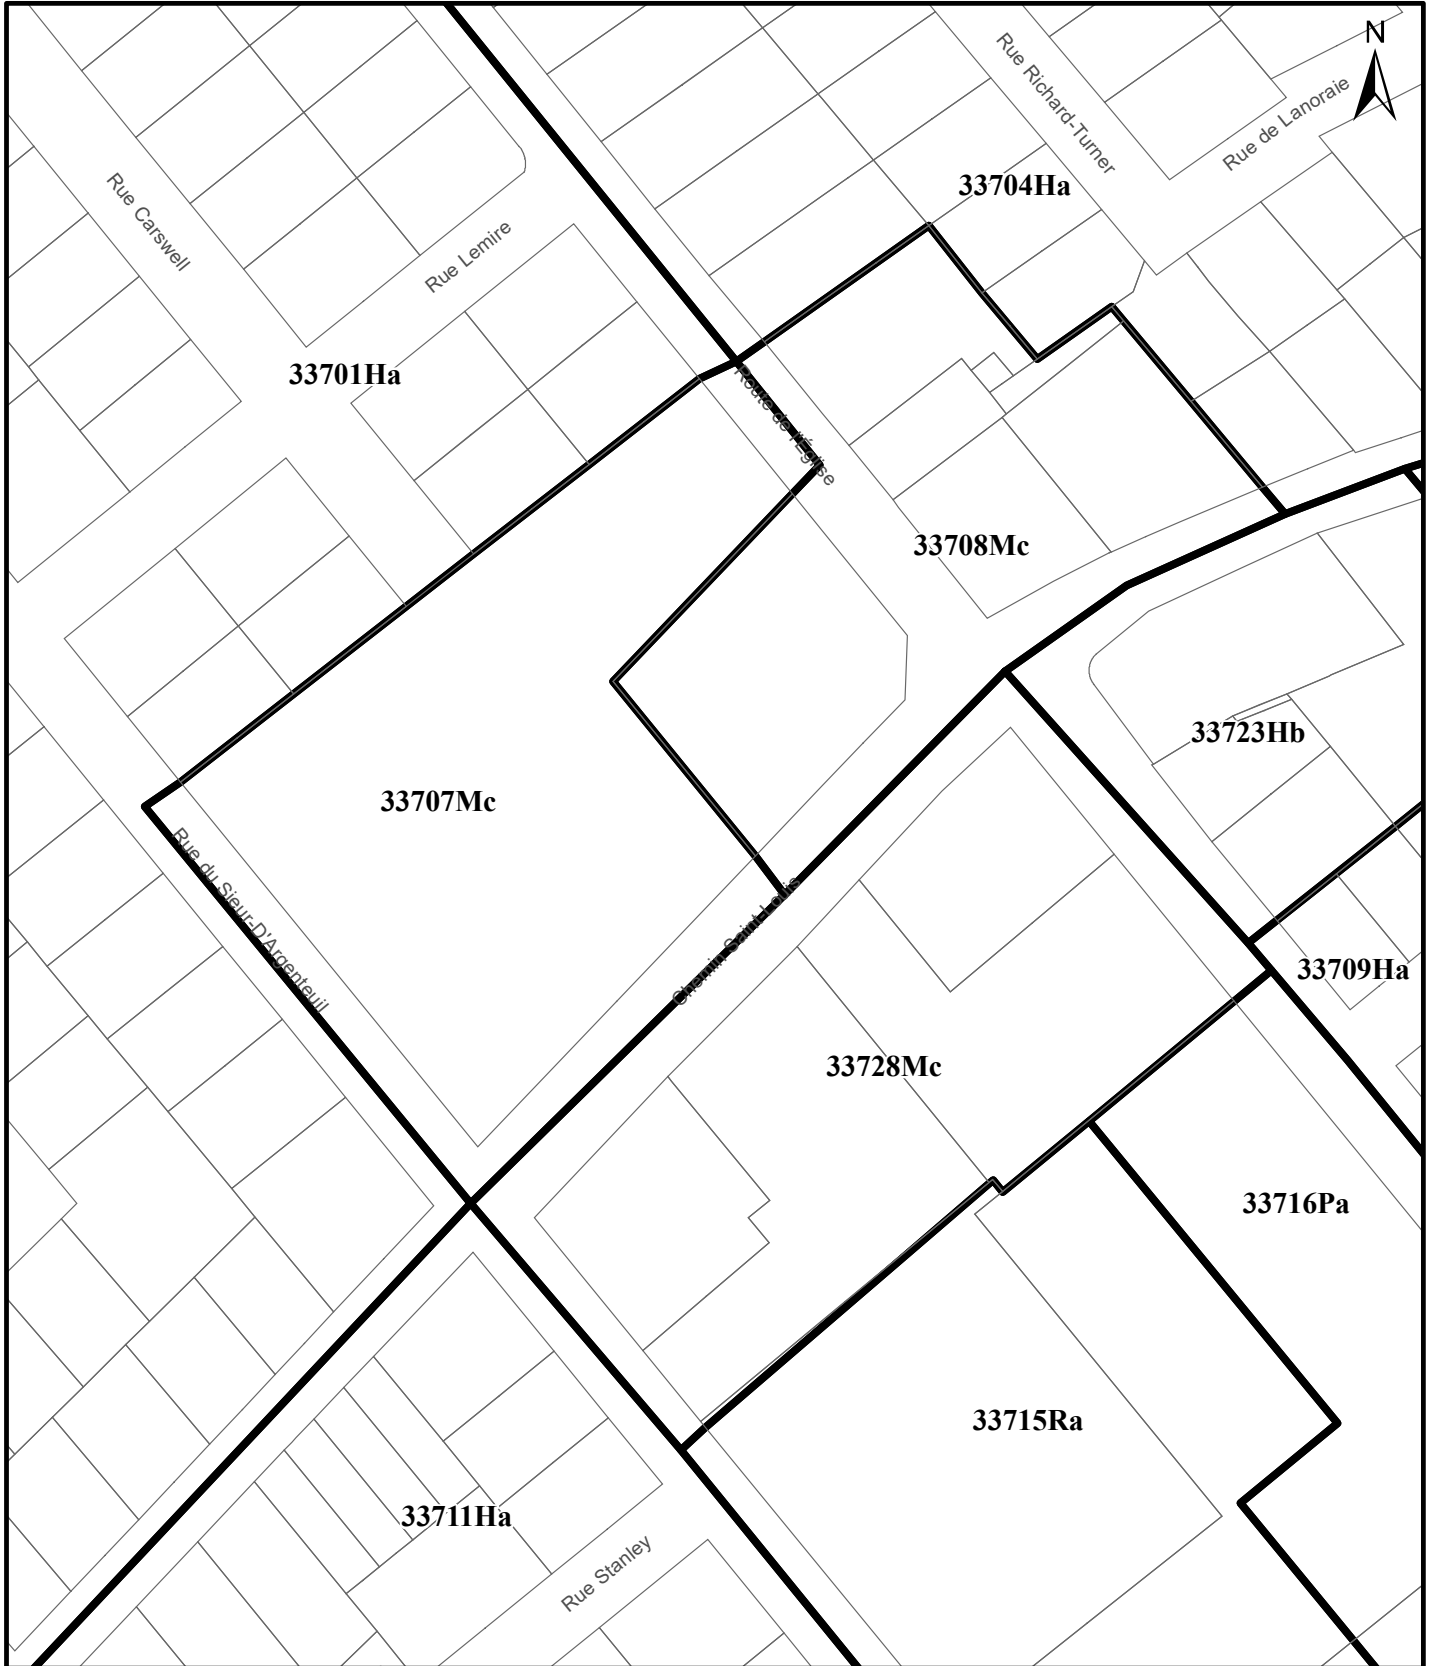 N
Rue Richard-Turner
Rue de Lanoraie
33704Ha
Rue Carswell
Rue Lemire
33701Ha
Route de l'Église
33708Mc
33723Hb
33707Mc
Rue du Sieur-D'Argenteuil
Chemin Saint-Louis
33709Ha
33728Mc
33716Pa
33715Ra
33711Ha
Rue Stanley